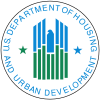 U.S. DEPARTMENT OF HOUSING
AND URBAN DEVELOPMENT